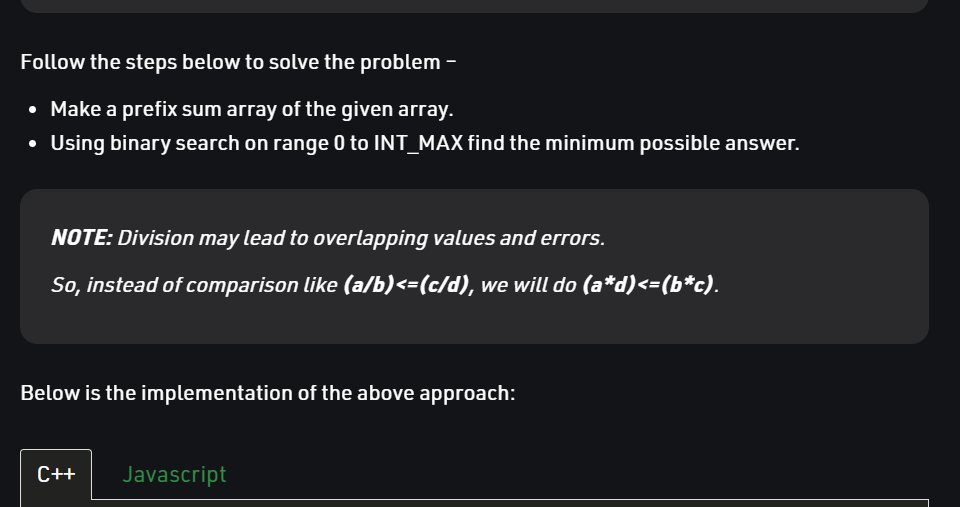 Follow the steps below to solve the problem –
• Make a prefix sum array of the given array.
• Using binary search on range 0 to INT_MAX find the minimum possible answer.
NOTE: Division may lead to overlapping values and errors.
So, instead of comparison like (a/b)<=(c/d), we will do (a*d)<=(b*c).
Below is the implementation of the above approach:
C++ Javascript